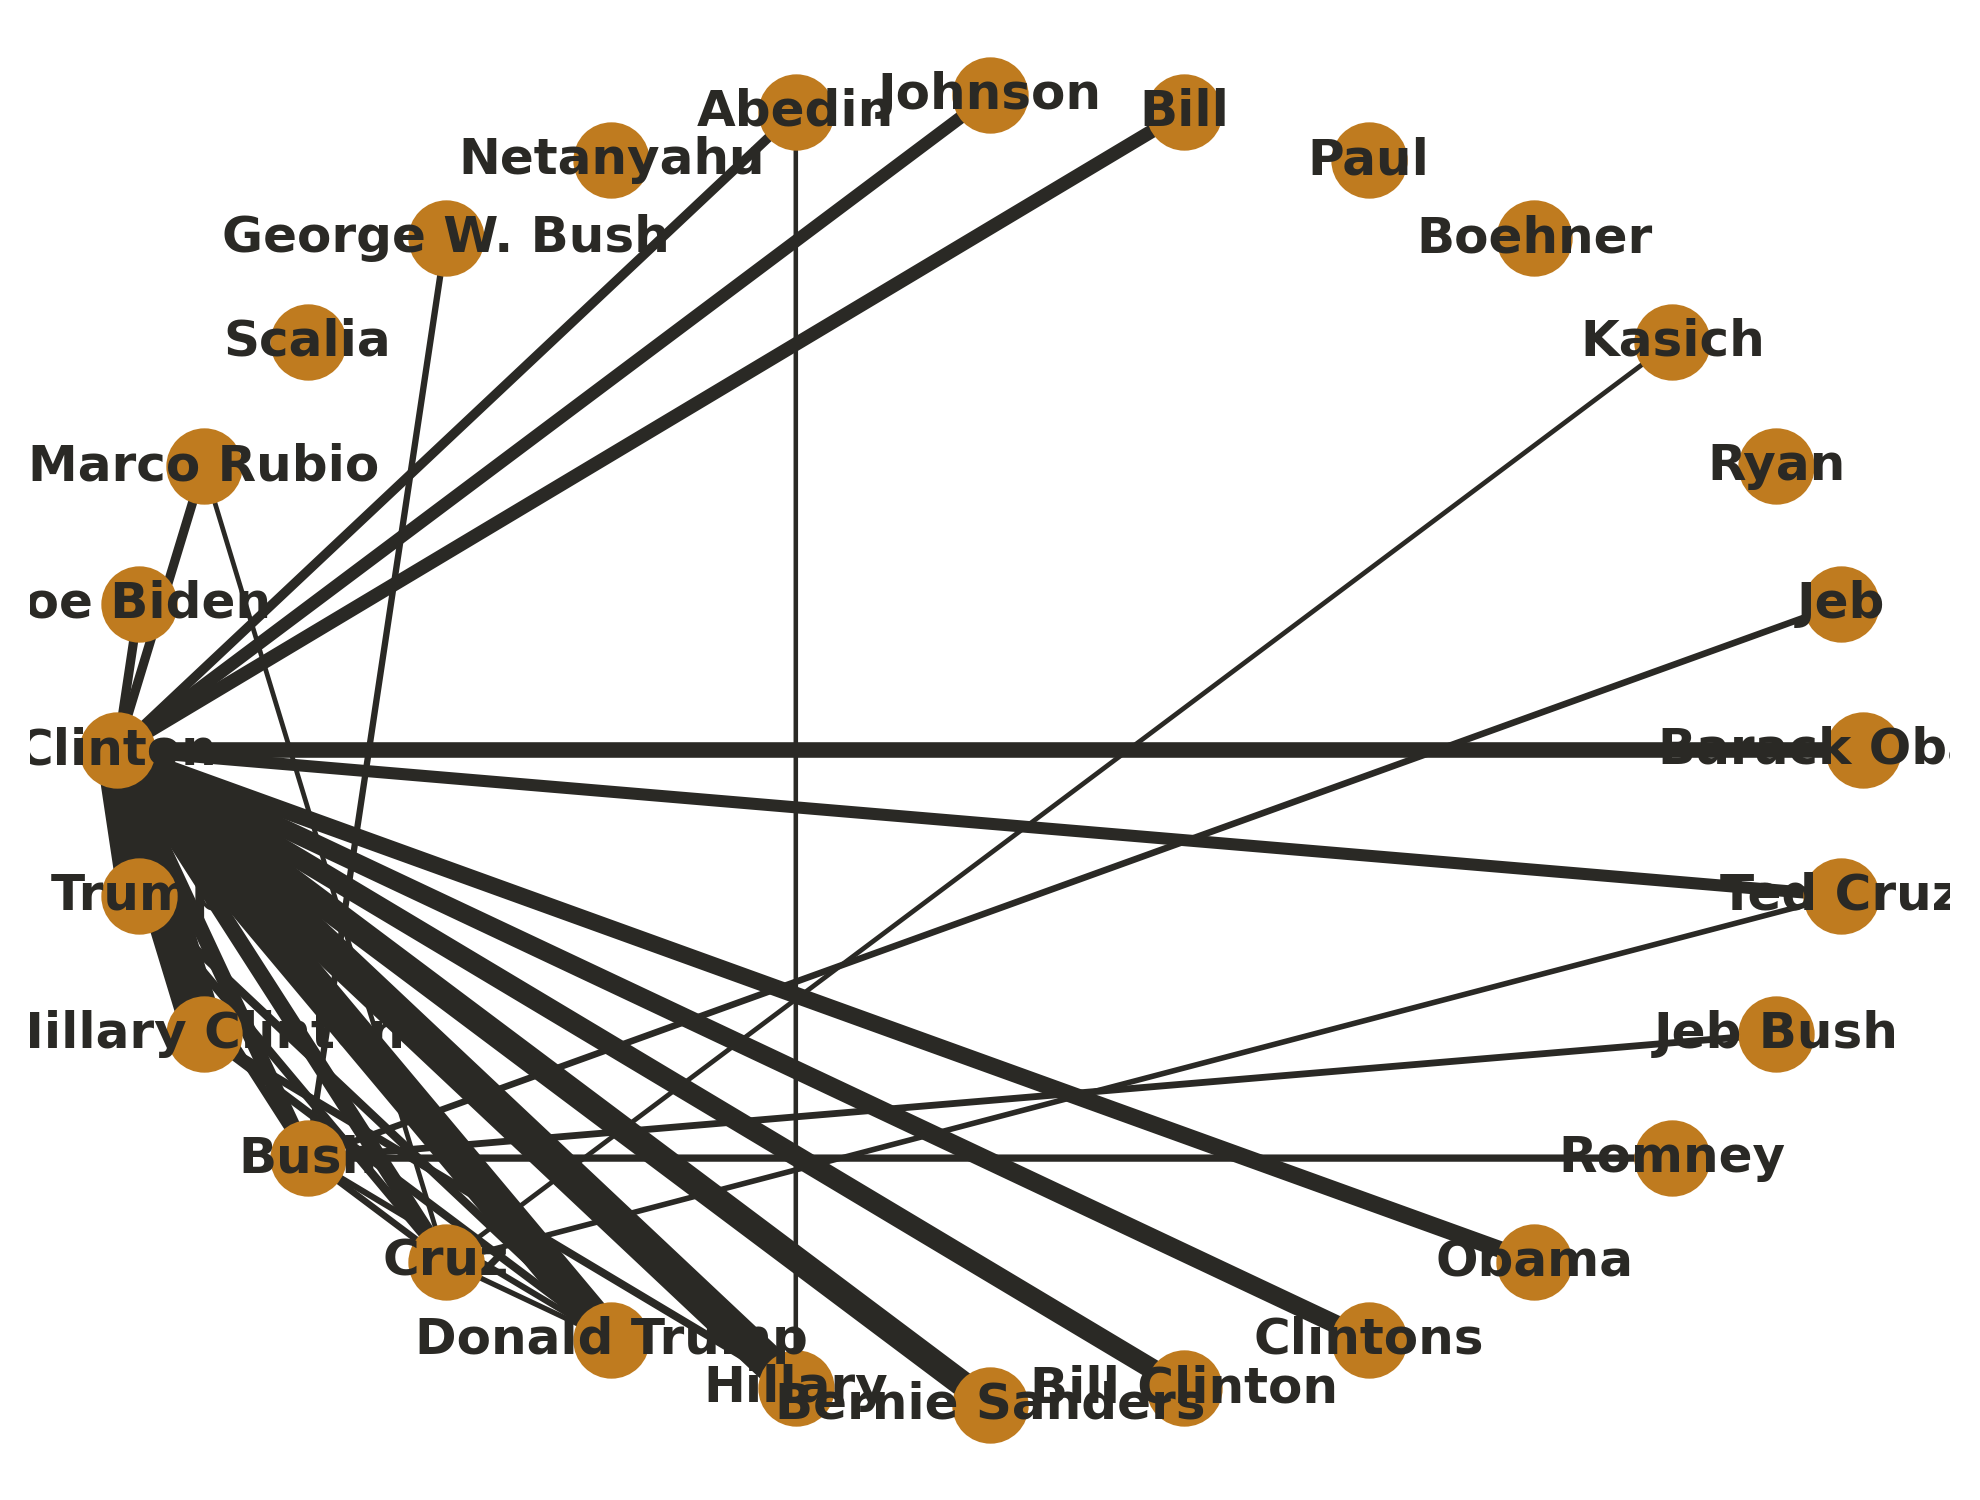 Johnson
Abedin
Bill
Netanyahu
Paul
George W. Bush
Boehner
Scalia
Kasich
Marco Rubio
Ryan
oe Biden
Jeb
Clinton
Barack Oba
Trump
Ted Cruz
Hillary Clinton
Jeb Bush
Bush
Romney
Cruz
Obama
Donald Trump
Clintons
Hillary
Bill Clinton
Bernie Sanders